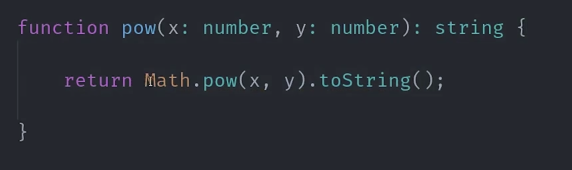 function pow(x: number, y: number): string {
return Math.pow(x, y).toString();
}